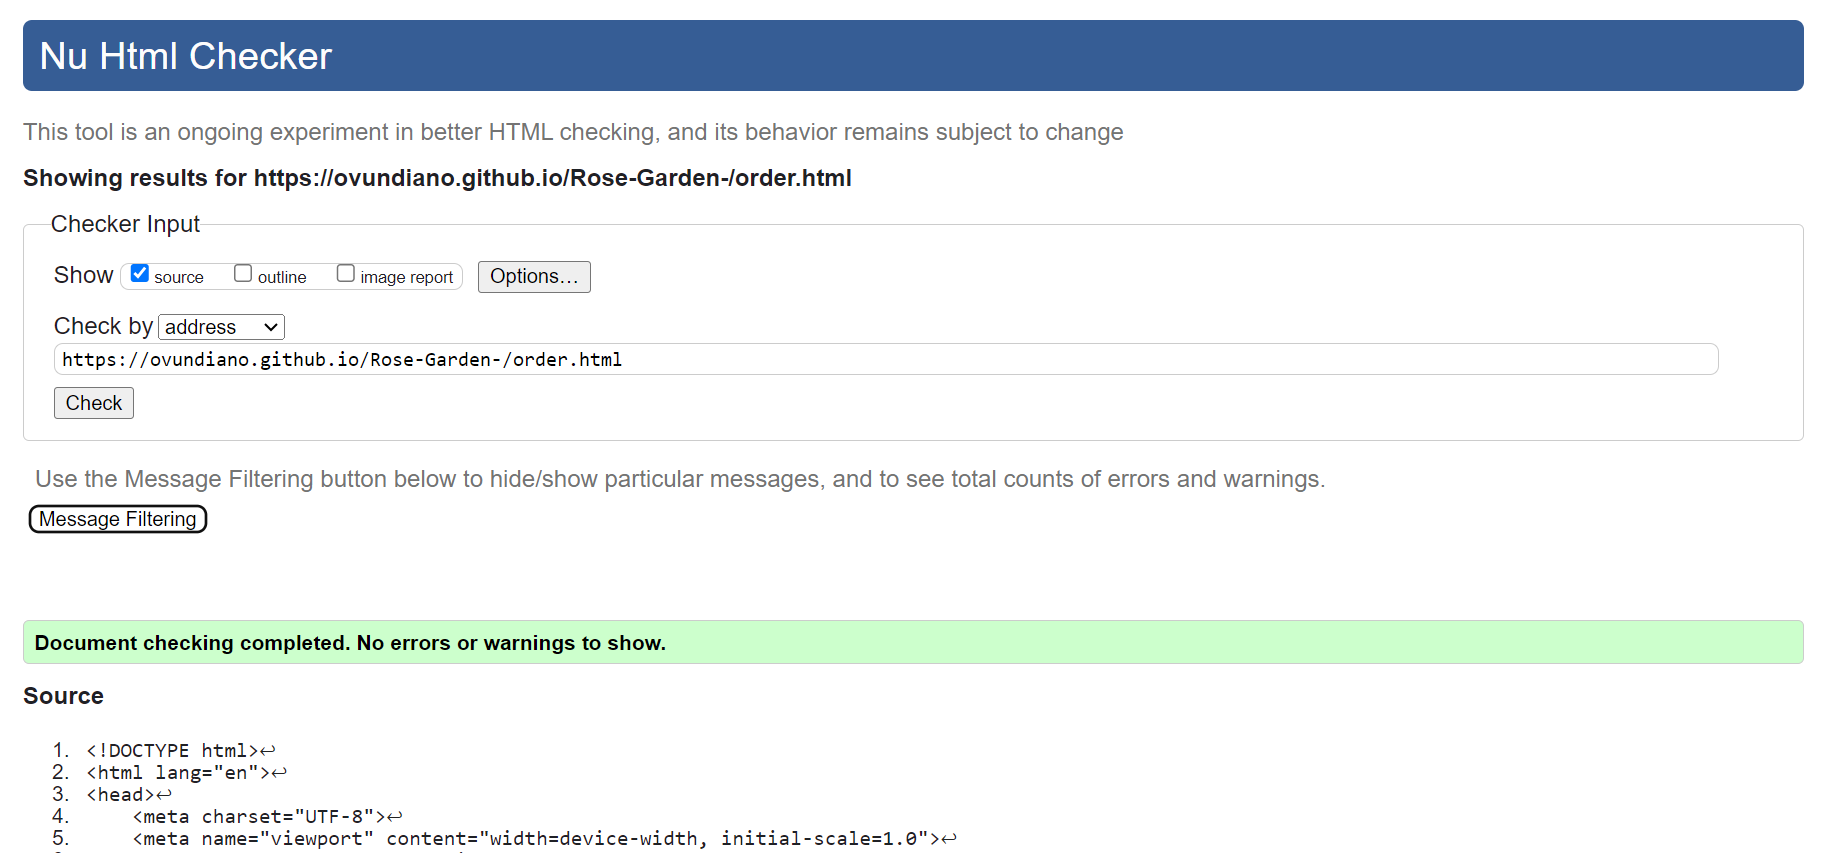 Nu Html Checker
This tool is an ongoing experiment in better HTML checking, and its behavior remains subject to change
Showing results for https://ovundiano.github.io/Rose-Garden-/order.html
Checker Input
Show source outline image report Options...
Check by address
https://ovundiano.github.io/Rose-Garden-/order.html
Check
Use the Message Filtering button below to hide/show particular messages, and to see total counts of errors and warnings.
Message Filtering
Document checking completed. No errors or warnings to show.
Source
1. <!DOCTYPE html>↩
2. <html lang="en">↩
3. <head>↩
4. <meta charset="UTF-8">↩
5. <meta name="viewport" content="width=device-width, initial-scale=1.0">↩